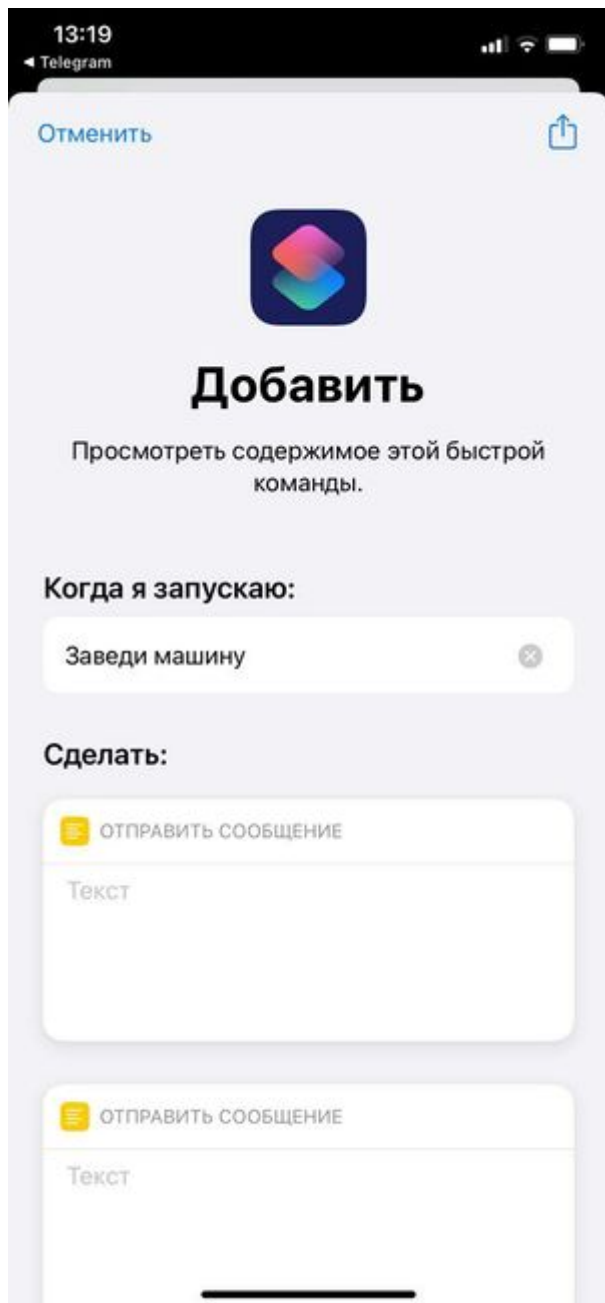 13:19
Telegram
Отменить
Добавить
Просмотреть содержимое этой быстрой
команды.
Когда я запускаю:
Заведи машину
Сделать:
ОТПРАВИТЬ СООБЩЕНИЕ
Текст
ОТПРАВИТЬ СООБЩЕНИЕ
Текст